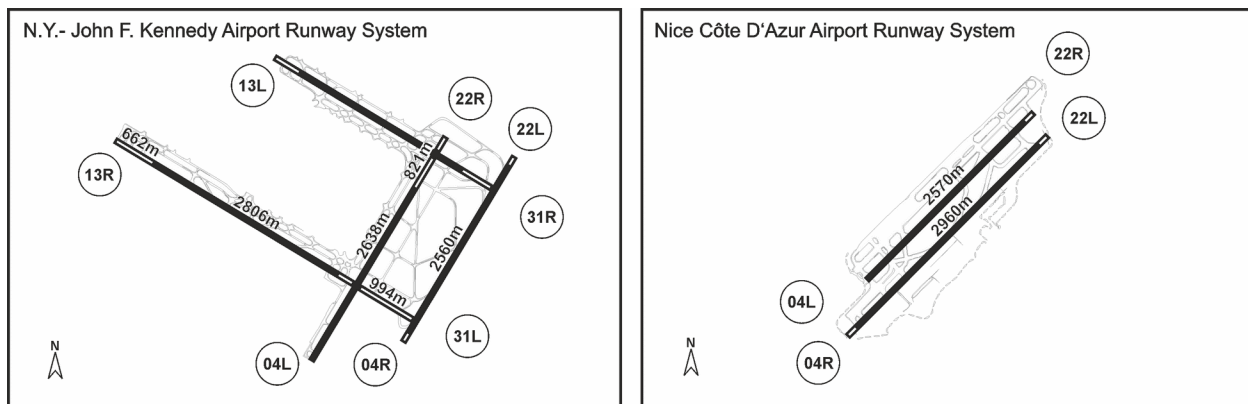 N.Y.- John F. Kennedy Airport Runway System
13L
22R
22L
662m
821m
13R
2806m
2638m
2560m
31R
994m
31L
04L
04R
N
Nice Côte D‘Azur Airport Runway System
22R
22L
2570m
2960m
04L
04R
N